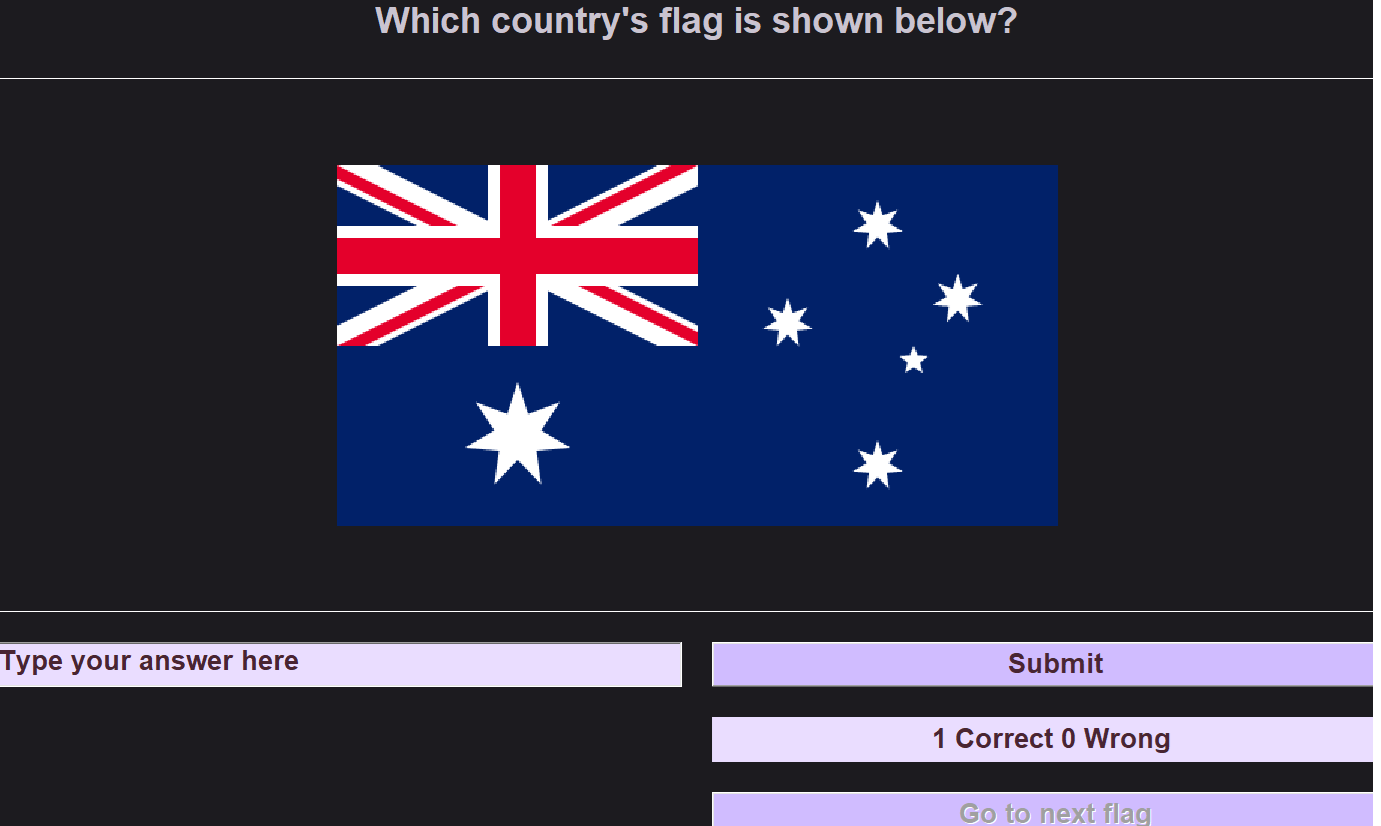 Which country's flag is shown below?
Type your answer here
Submit
1 Correct 0 Wrong
Go to next flag